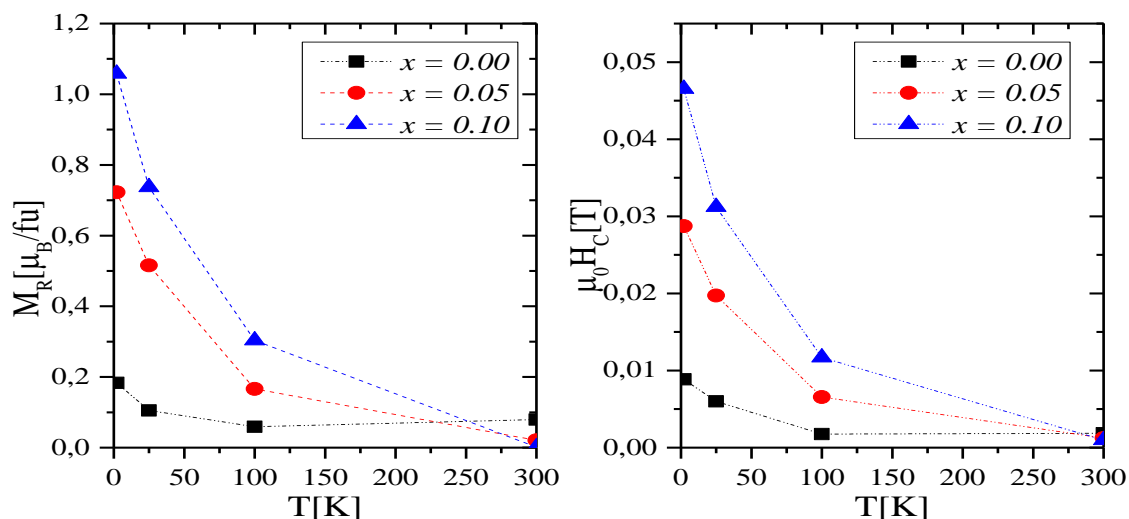 1,2
1,0
0,8
0,6
0,4
0,2
0,0
M_R[μ_B/fu]
x = 0.00
x = 0.05
x = 0.10
0 50 100 150 200 250 300
T[K]
0,05
0,04
0,03
0,02
0,01
0,00
μ_0H_C[T]
x = 0.00
x = 0.05
x = 0.10
0 50 100 150 200 250 300
T[K]